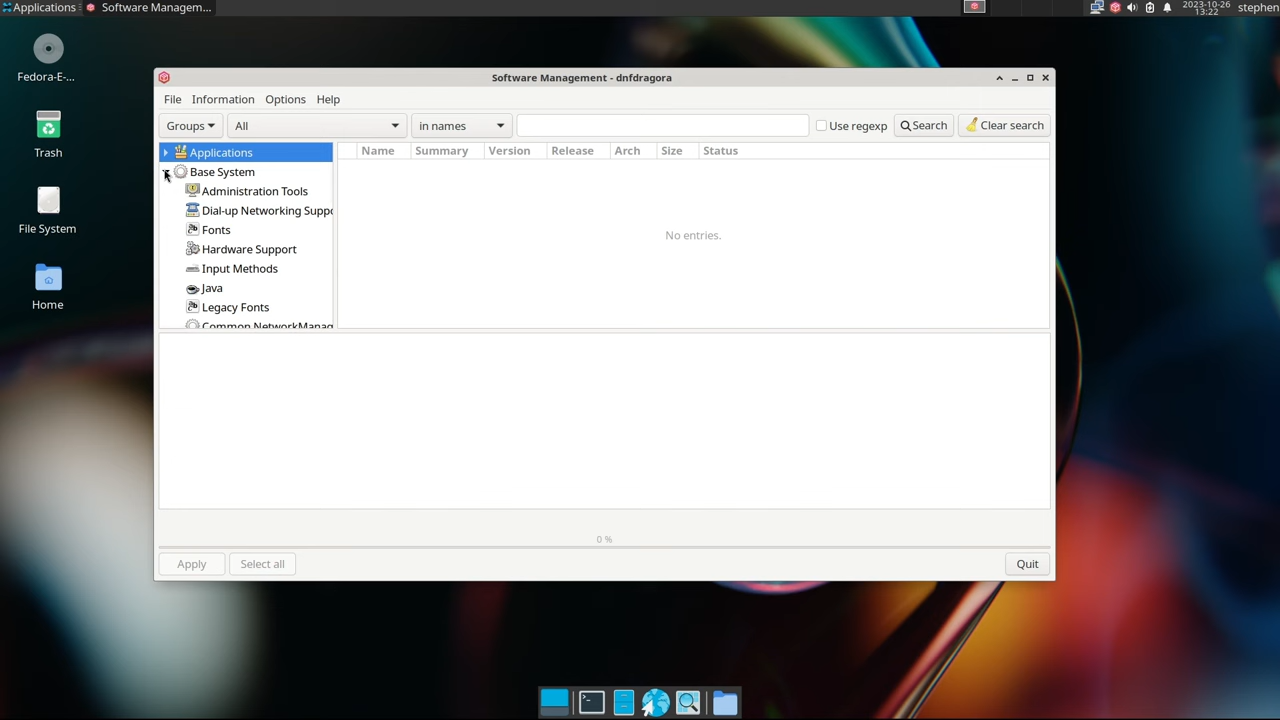 Applications
Software Managem...
2023-10-26
13:22
stephen
Fedora-E-...
Trash
File System
Home
Software Management - dnfdragora
File Information Options Help
Groups All in names Use regexp Search Clear search
Applications
Base System
Administration Tools
Dial-up Networking Suppo
Fonts
Hardware Support
Input Methods
Java
Legacy Fonts
Common NetworkManag
Name Summary Version Release Arch Size Status
No entries.
0 %
Apply Select all Quit